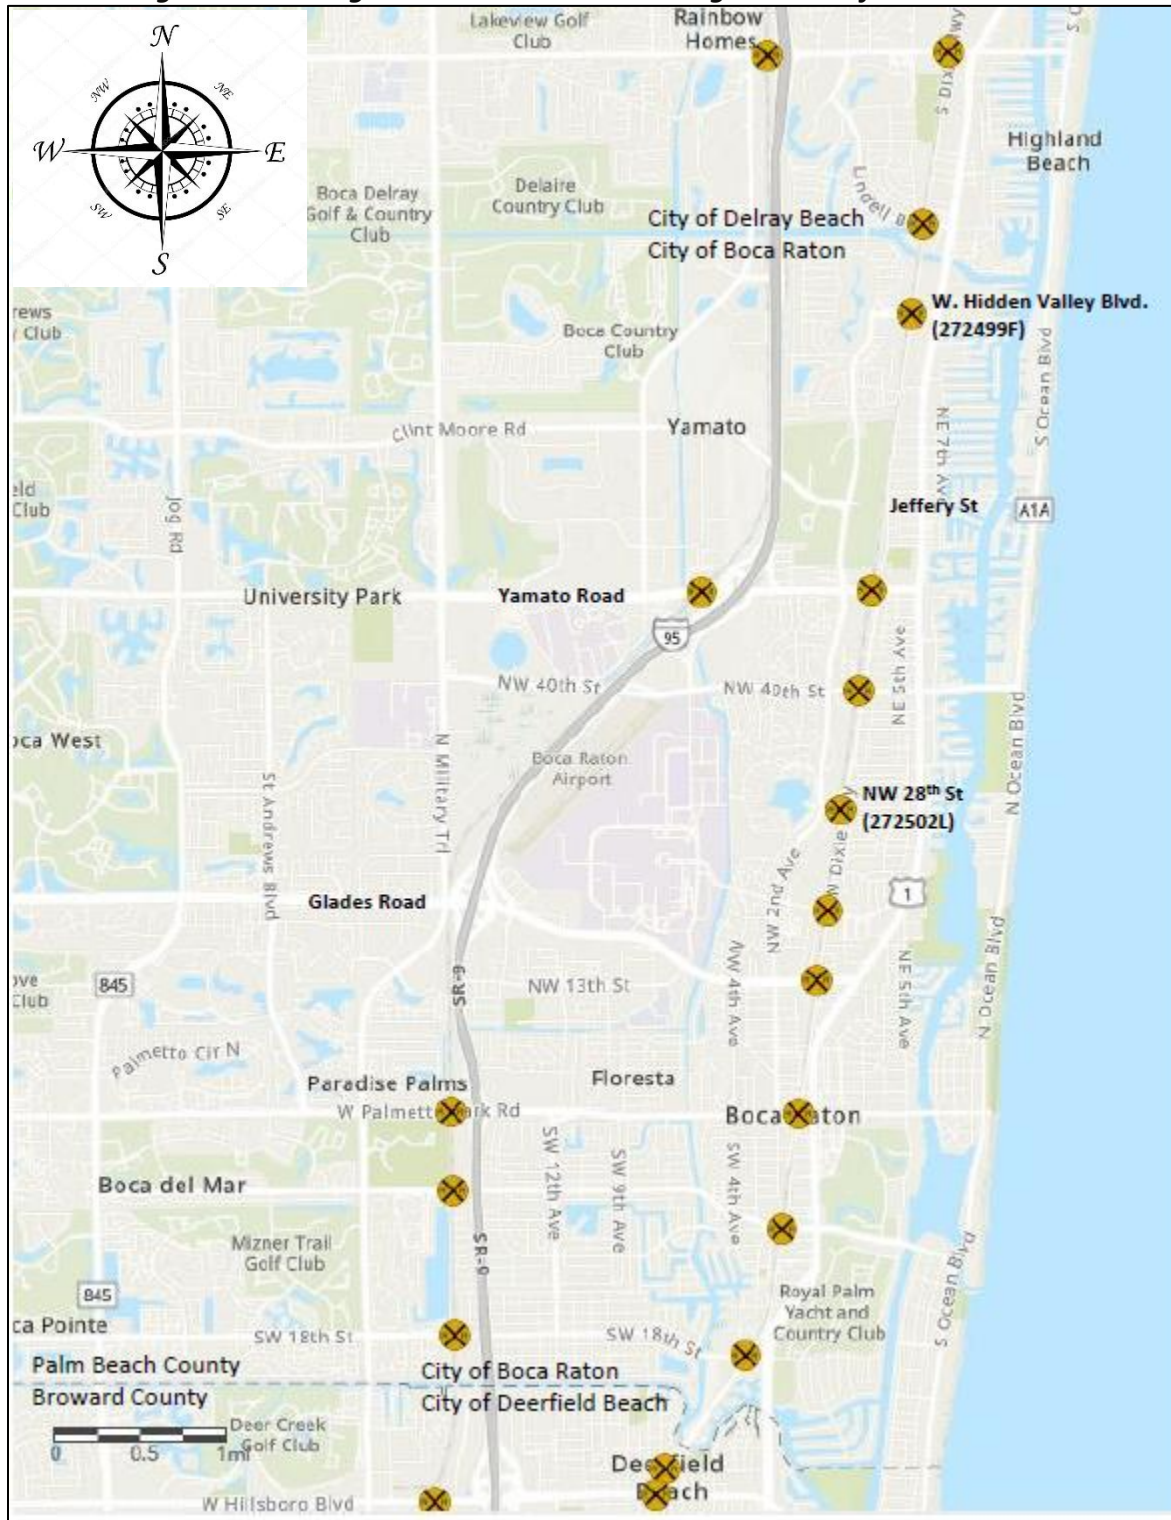 Lakeview Golf
Club
Rainbow
Homes
N
NW
NE
W
E
SW
SE
S
Highland
Beach
Boca Delray
Golf & Country
Club
Delaire
Country Club
City of Delray Beach
City of Boca Raton
W. Hidden Valley Blvd.
(272499F)
Boca Country
Club
S Ocean Blvd
Clint Moore Rd
Yamato
NE 7th Ave
Jog Rd
Jeffery St
A1A
University Park
Yamato Road
95
NW 40th St
NW 40th St
NE 5th Ave
N Ocean Blvd
Boca Raton
Airport
N Military Trl
St Andrews Blvd
NW 28th St
(272502L)
N Dixie
NW 2nd Ave
1
Glades Road
SR-9
845
NW 13th St
NW 4th Ave
NE 5th Ave
N Ocean Blvd
Palmetto Cir N
Paradise Palms
Floresta
Boca Raton
SW 12th Ave
SW 9th Ave
SW 4th Ave
Boca del Mar
Mizner Trail
Golf Club
SR-9
S Ocean Blvd
845
Royal Palm
Yacht and
Country Club
SW 18th St
SW 18th St
Palm Beach County
City of Boca Raton
Broward County
City of Deerfield Beach
0 0.5 1mi
Deer Creek
Golf Club
Deerfield
Beach
W Hillsboro Blvd